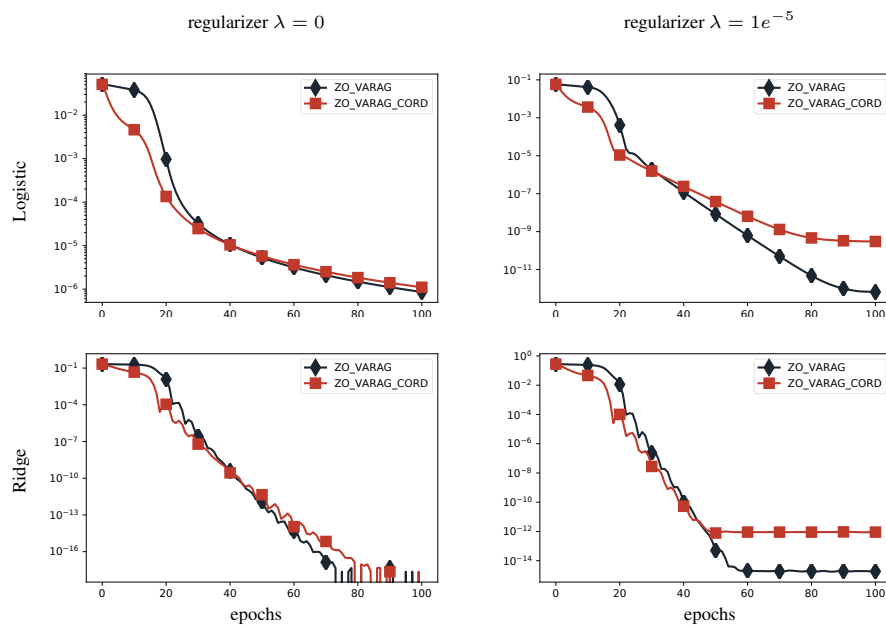 regularizer λ = 0
regularizer λ = 1e⁻⁵
Logistic
10⁻²
10⁻³
10⁻⁴
10⁻⁵
10⁻⁶
0 20 40 60 80 100
ZO_VARAG
ZO_VARAG_CORD
10⁻¹
10⁻³
10⁻⁵
10⁻⁷
10⁻⁹
10⁻¹¹
0 20 40 60 80 100
ZO_VARAG
ZO_VARAG_CORD
Ridge
10⁻¹
10⁻⁴
10⁻⁷
10⁻¹⁰
10⁻¹³
10⁻¹⁶
0 20 40 60 80 100
epochs
ZO_VARAG
ZO_VARAG_CORD
10⁰
10⁻²
10⁻⁴
10⁻⁶
10⁻⁸
10⁻¹⁰
10⁻¹²
10⁻¹⁴
0 20 40 60 80 100
epochs
ZO_VARAG
ZO_VARAG_CORD